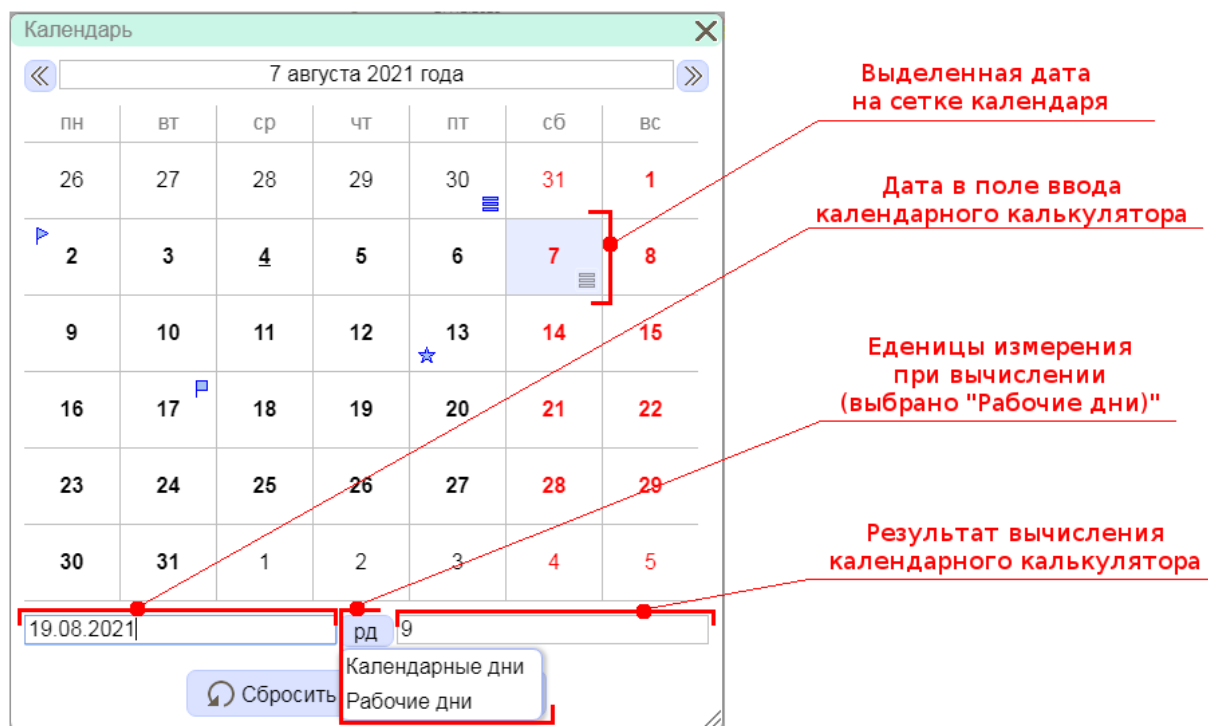 Календарь
7 августа 2021 года
пн вт ср чт пт сб вс
26 27 28 29 30 31 1
2 3 4 5 6 7 8
9 10 11 12 13 14 15
16 17 18 19 20 21 22
23 24 25 26 27 28 29
30 31 1 2 3 4 5
19.08.2021 рд 9
Календарные дни
Сбросить
Рабочие дни
Выделенная дата
на сетке календаря
Дата в поле ввода
календарного калькулятора
Еденицы измерения
при вычислении
(выбрано "Рабочие дни)"
Результат вычисления
календарного калькулятора